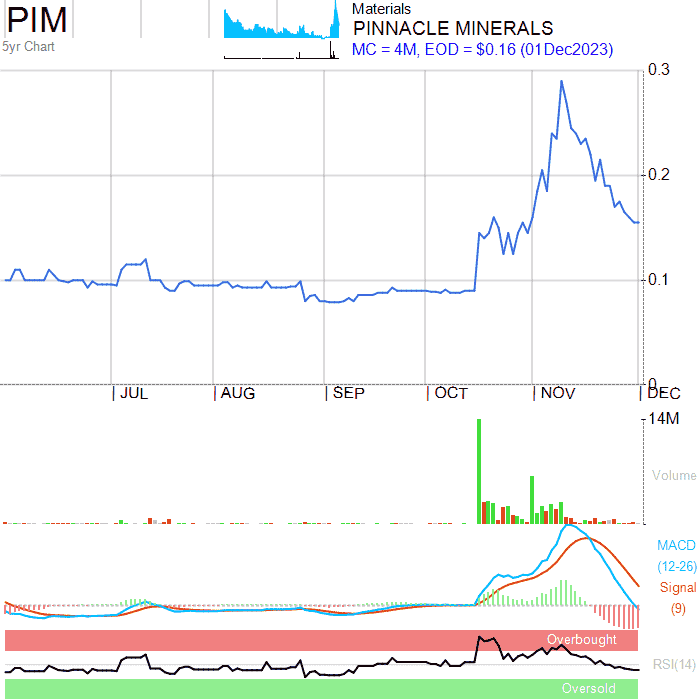 PIM
5yr Chart
Materials
PINNACLE MINERALS
MC = 4M, EOD = $0.16 (01Dec2023)
0.3
0.2
0.1
0
JUL AUG SEP OCT NOV DEC
14M
Volume
MACD
(12-26)
Signal
(9)
Overbought
RSI(14)
Oversold